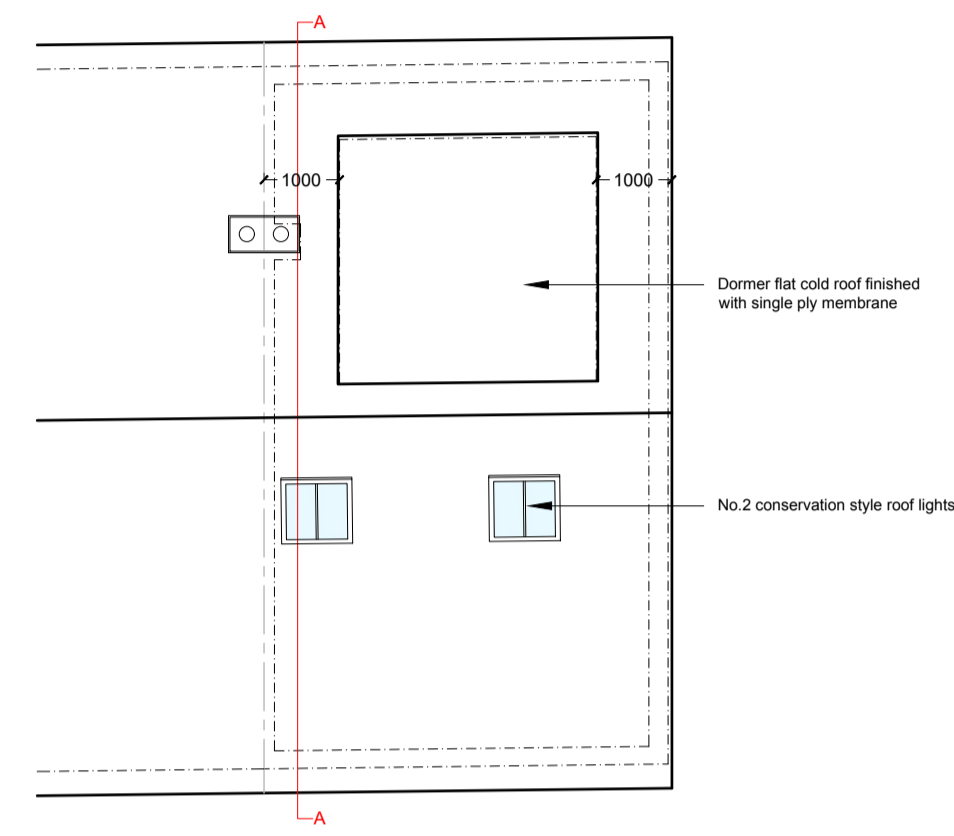 A
1000
1000
Dormer flat cold roof finished
with single ply membrane
No.2 conservation style roof lights
A